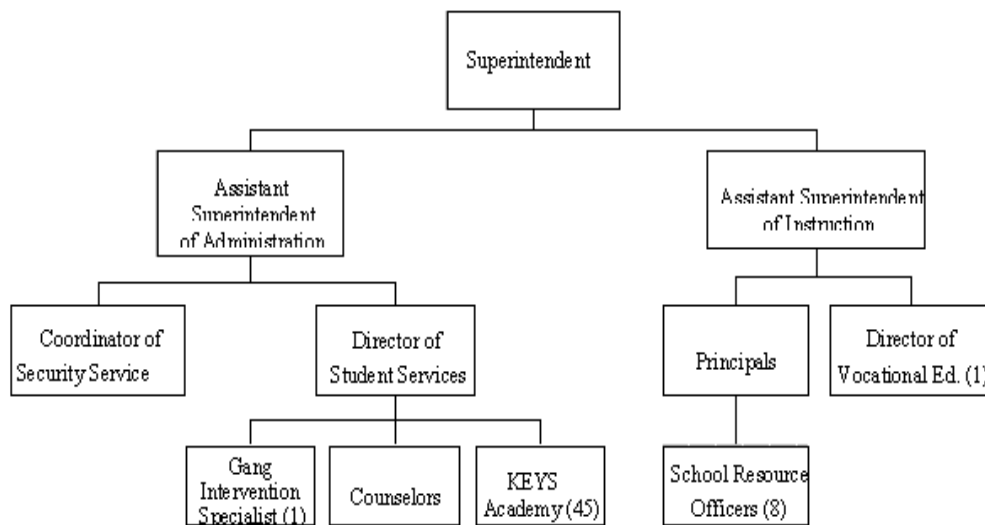 Superintendent
Assistant
Superintendent
of Administration
Assistant Superintendent
of Instruction
Coordinator of
Security Service
Director of
Student Services
Principals
Director of
Vocational Ed. (1)
Gang
Intervention
Specialist (1)
Counselors
KEYS
Academy (45)
School Resource
Officers (8)